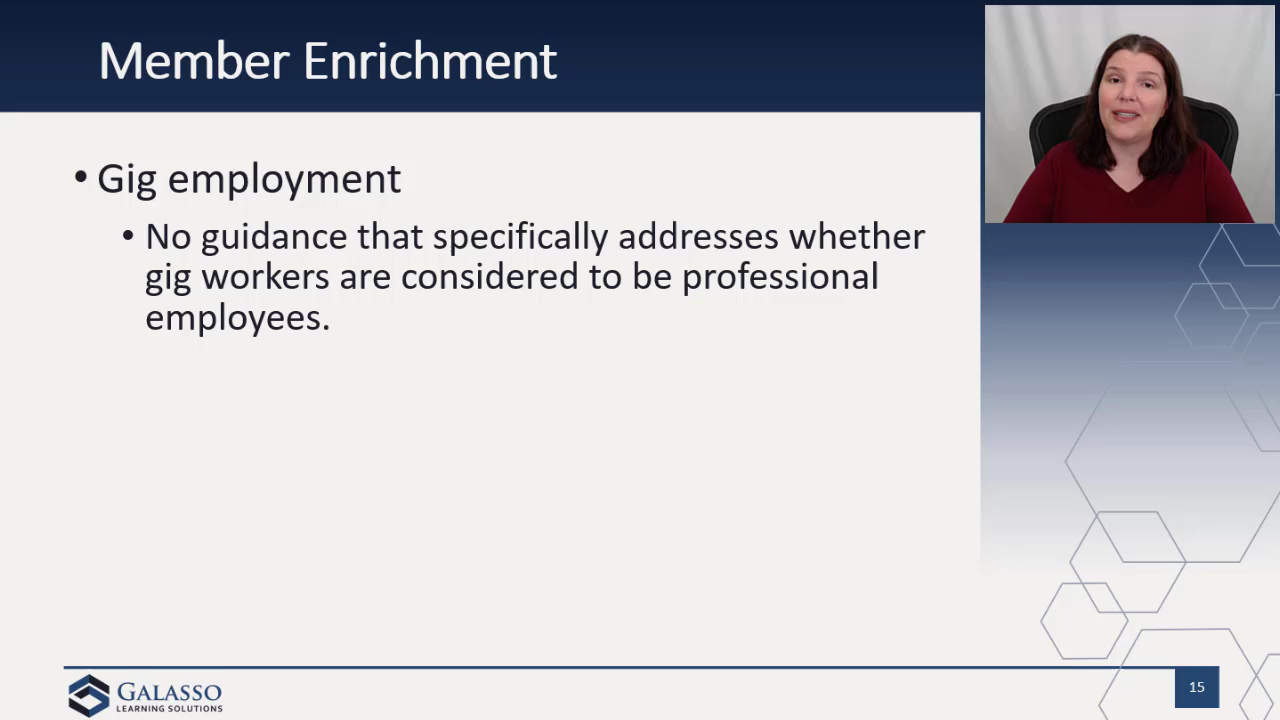 Member Enrichment
• Gig employment
• No guidance that specifically addresses whether
gig workers are considered to be professional
employees.
GALASSO
LEARNING SOLUTIONS
15